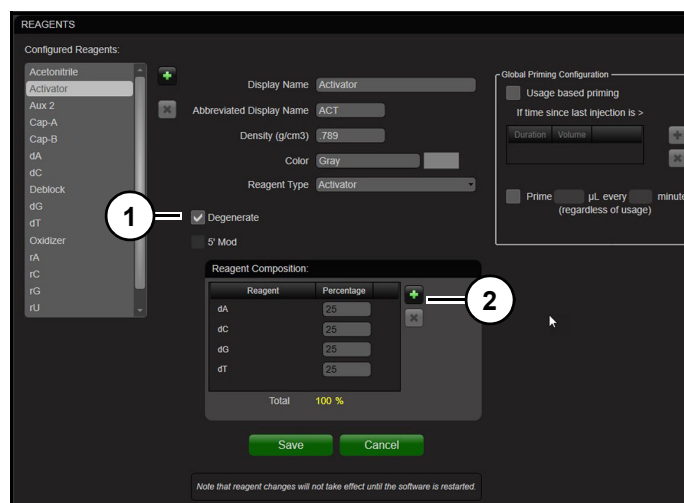 REAGENTS
Configured Reagents:
Acetonitrile
Activator
Aux 2
Cap-A
Cap-B
dA
dC
Deblock
dG
dT
Oxidizer
rA
rC
rG
rU
Display Name Activator
Abbreviated Display Name ACT
Density (g/cm3) .789
Color Gray
Reagent Type Activator
1
Degenerate
5' Mod
Reagent Composition:
Reagent Percentage
dA 25
dC 25
dG 25
dT 25
Total 100 %
2
Save Cancel
Note that reagent changes will not take effect until the software is restarted.
Global Priming Configuration
Usage based priming
If time since last injection is >
Duration Volume
Prime µL every minute
(regardless of usage)